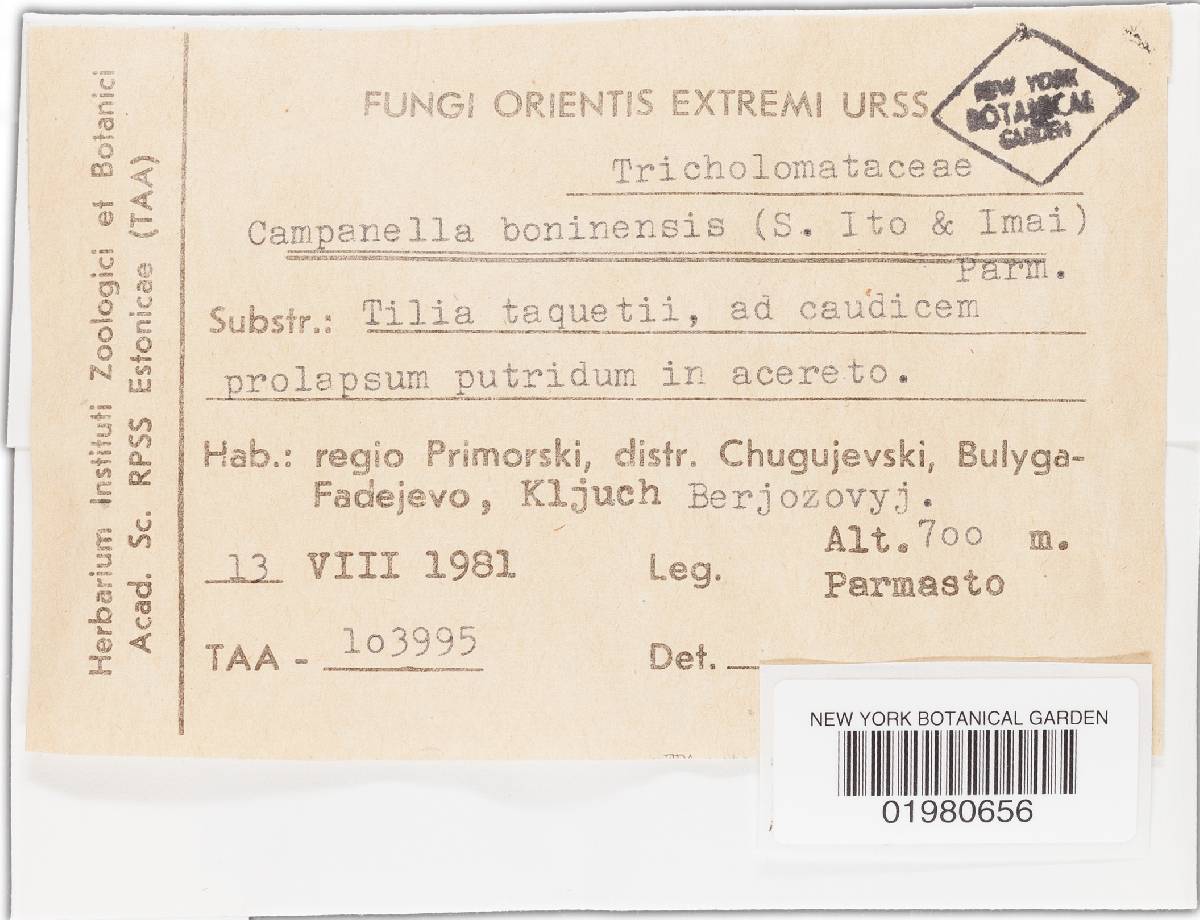 Herbarium Instituti Zoologici et Botanici
Acad. Sc. RPSS Estonicae (TAA)
FUNGI ORIENTIS EXTREMI URSS
NEW YORK
BOTANICAL
GARDEN
Tricholomataceae
Campanella boninensis (S. Ito & Imai)
Parm.
Substr.: Tilia taquetii, ad caudicem
prolapsum putridum in acereto.
Hab.: regio Primorski, distr. Chugujevski, Bulyga-
Fadejevo, Kljuch Berjozovyj.
Alt. 7oo m.
13 VIII 1981 Leg. Parmasto
TAA - lo3995 Det.
NEW YORK BOTANICAL GARDEN
01980656